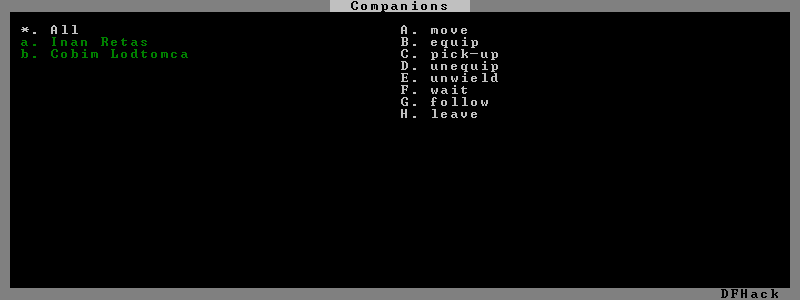 Companions
*. All
a. Inan Retas
b. Cobim Lodtomca
A. move
B. equip
C. pick-up
D. unequip
E. unwield
F. wait
G. follow
H. leave
DFHack